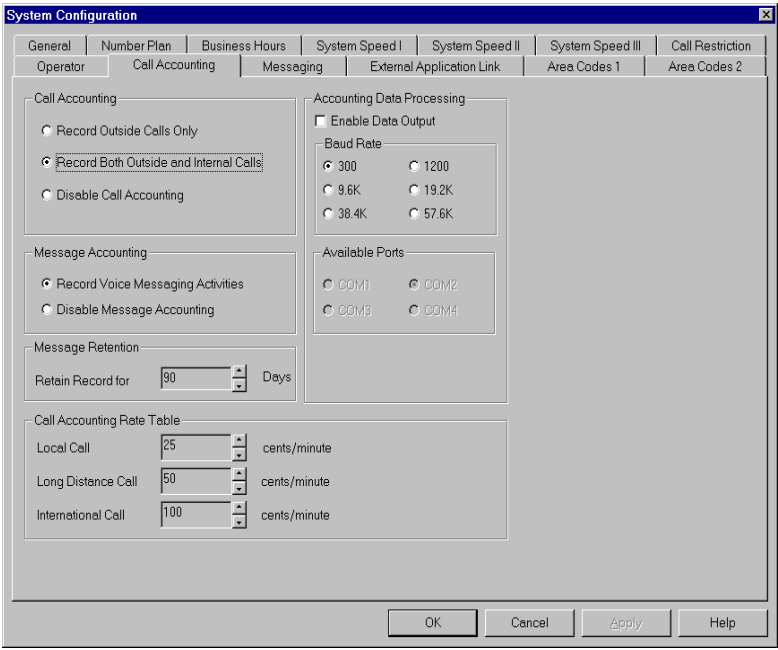 System Configuration
General Number Plan Business Hours System Speed I System Speed II System Speed III Call Restriction
Operator Call Accounting Messaging External Application Link Area Codes 1 Area Codes 2
Call Accounting
Record Outside Calls Only
Record Both Outside and Internal Calls
Disable Call Accounting
Message Accounting
Record Voice Messaging Activities
Disable Message Accounting
Message Retention
Retain Record for 90 Days
Accounting Data Processing
Enable Data Output
Baud Rate
300 1200
9.6K 19.2K
38.4K 57.6K
Available Ports
COM1 COM2
COM3 COM4
Call Accounting Rate Table
Local Call 25 cents/minute
Long Distance Call 50 cents/minute
International Call 100 cents/minute
OK Cancel Apply Help